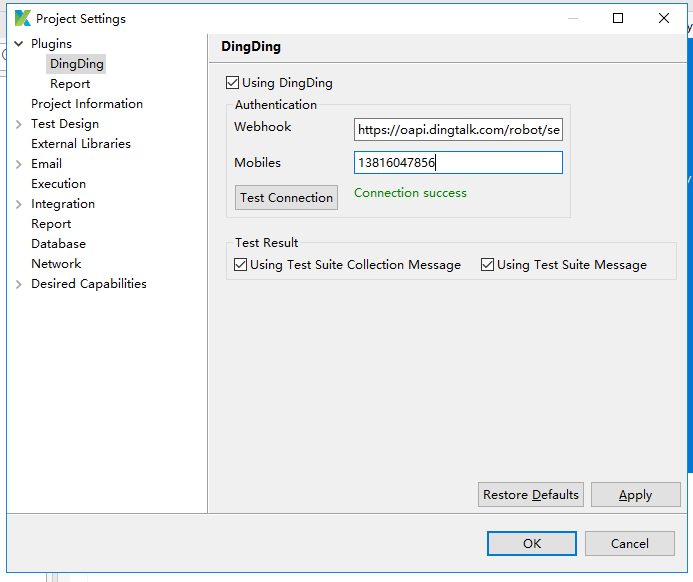 Project Settings
Plugins
DingDing
Report
Project Information
Test Design
External Libraries
Email
Execution
Integration
Report
Database
Network
Desired Capabilities
DingDing
Using DingDing
Authentication
Webhook
https://oapi.dingtalk.com/robot/se
Mobiles
13816047856
Test Connection
Connection success
Test Result
Using Test Suite Collection Message
Using Test Suite Message
Restore Defaults
Apply
OK
Cancel